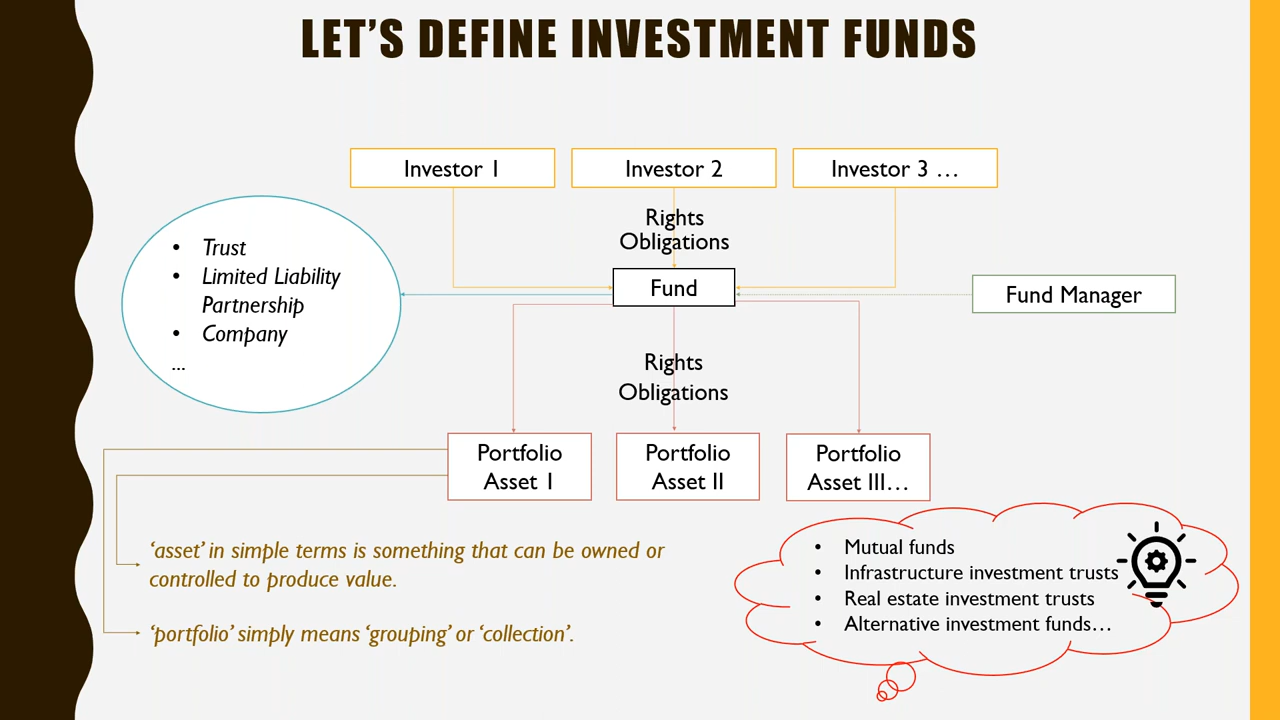 LET’S DEFINE INVESTMENT FUNDS
Investor 1
Investor 2
Investor 3 …
Rights
Obligations
• Trust
• Limited Liability
Partnership
• Company
...
Fund
Fund Manager
Rights
Obligations
Portfolio
Asset 1
Portfolio
Asset II
Portfolio
Asset III…
‘asset’ in simple terms is something that can be owned or
controlled to produce value.
‘portfolio’ simply means ‘grouping’ or ‘collection’.
• Mutual funds
• Infrastructure investment trusts
• Real estate investment trusts
• Alternative investment funds…